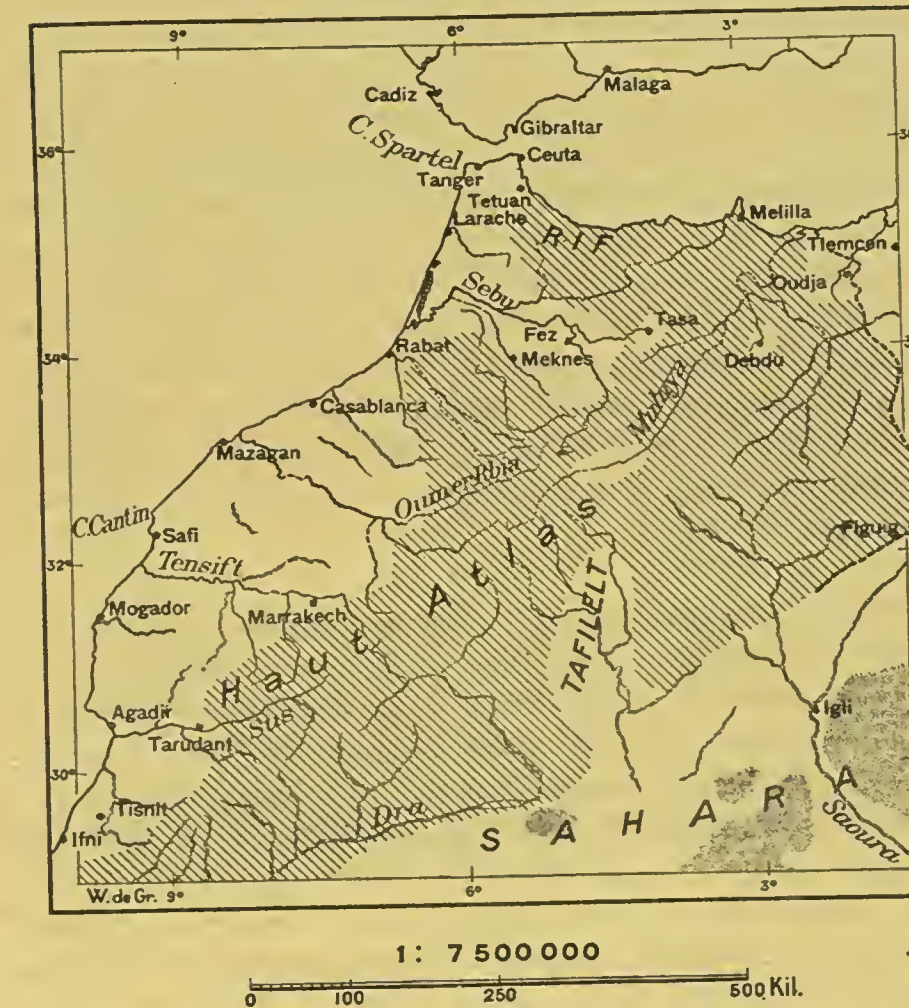 9° 6° 3°
Cadiz
Malaga
Gibraltar
36°
C. Spartel
Ceuta
Tanger
Tetuan
Larache
Melilla
RIF
Tlemcen
Oudja
Sebu
Tasa
Fez
34°
Rabat
Meknes
Debdu
Muluya
Casablanca
Mazagan
Oumerrbia
C. Cantin
Safi
Figuig
32°
Tensift
Mogador
Marrakech
Haut Atlas
TAFILELT
Agadir
Sus
Igli
Tarudant
30°
Tisnit
Dra
SAHARA
Saoura
Ifni
W. de Gr. 9° 6° 3°
1: 7 500 000
0 100 250 500 Kil.